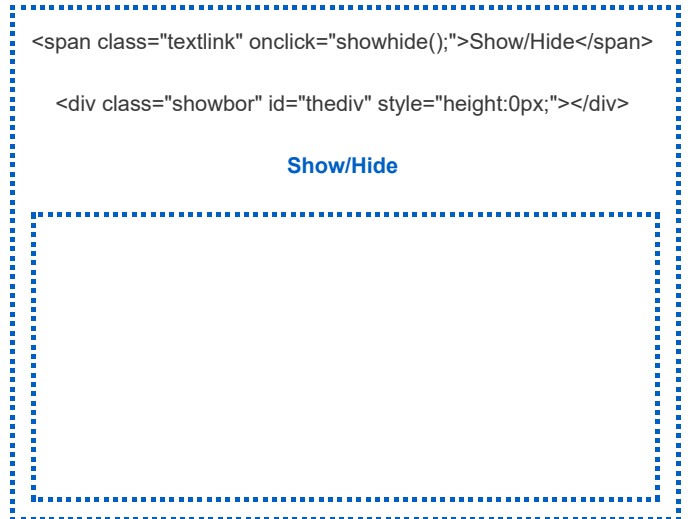 <span class="textlink" onclick="showhide();">Show/Hide</span>
<div class="showbor" id="thediv" style="height:0px;"></div>
Show/Hide